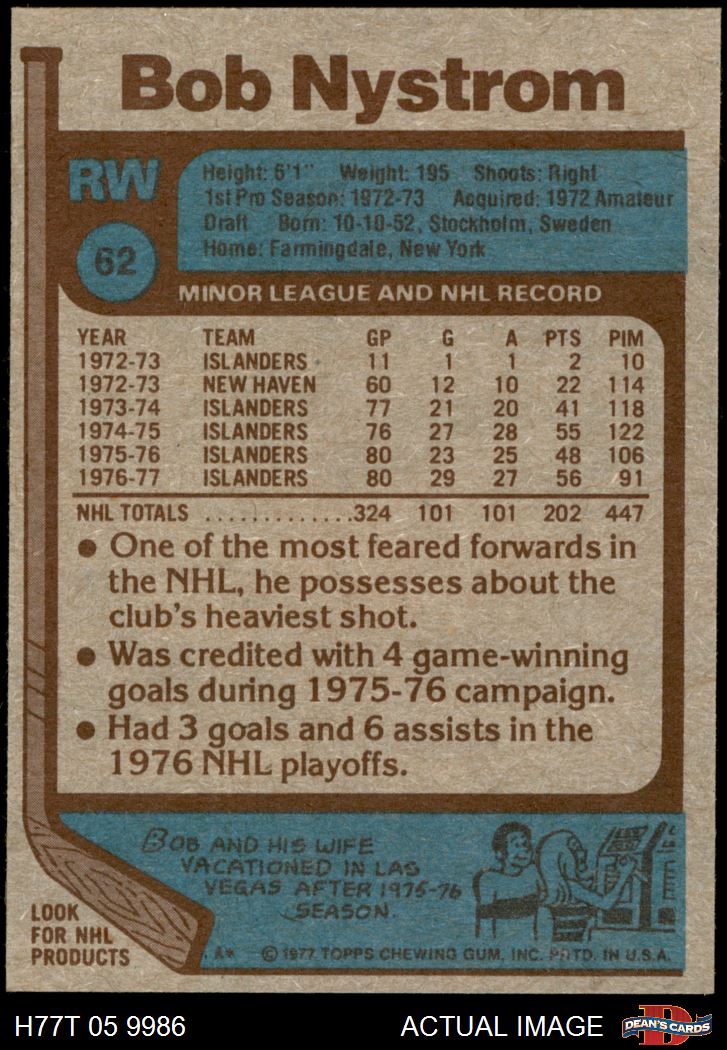 Bob Nystrom
RW
62
Height: 6'1" Weight: 195 Shoots: Right
1st Pro Season: 1972-73 Acquired: 1972 Amateur
Draft Born: 10-10-52, Stockholm, Sweden
Home: Farmingdale, New York
MINOR LEAGUE AND NHL RECORD
YEAR TEAM GP G A PTS PIM
1972-73 ISLANDERS 11 1 1 2 10
1972-73 NEW HAVEN 60 12 10 22 114
1973-74 ISLANDERS 77 21 20 41 118
1974-75 ISLANDERS 76 27 28 55 122
1975-76 ISLANDERS 80 23 25 48 106
1976-77 ISLANDERS 80 29 27 56 91
NHL TOTALS .............324 101 101 202 447
● One of the most feared forwards in
the NHL, he possesses about the
club's heaviest shot.
● Was credited with 4 game-winning
goals during 1975-76 campaign.
● Had 3 goals and 6 assists in the
1976 NHL playoffs.
BOB AND HIS WIFE
VACATIONED IN LAS
VEGAS AFTER 1975-76
SEASON.
LOOK
FOR NHL
PRODUCTS
A* © 1977 TOPPS CHEWING GUM, INC. PRTD. IN U.S.A.
H77T 05 9986 ACTUAL IMAGE
D
DEAN'S CARDS